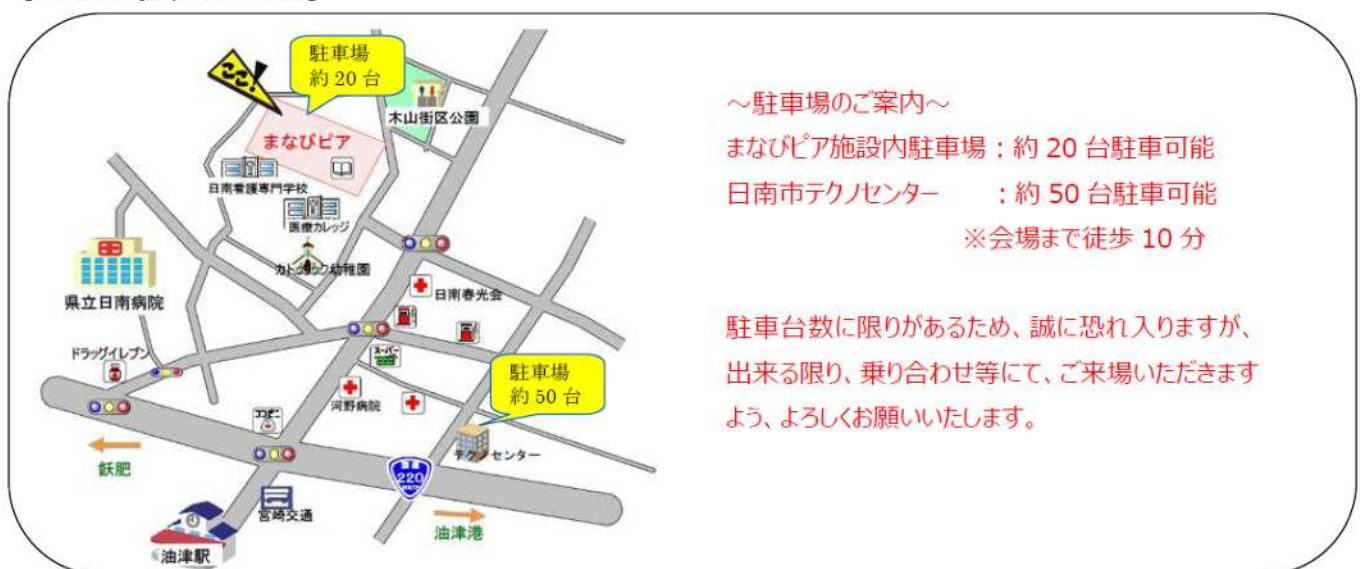 ここ!
駐車場
約 20 台
木山街区公園
まなびピア
日南看護専門学校
医療カレッジ
カトリック幼稚園
県立日南病院
日南春光会
ドラッグイレブン
スーパー
駐車場
約 50 台
河野病院
コンビニ
テクノセンター
飫肥
国道
220
ROUTE
宮崎交通
油津港
油津駅
~駐車場のご案内~
まなびピア施設内駐車場:約 20 台駐車可能
日南市テクノセンター :約 50 台駐車可能
※会場まで徒歩 10 分
駐車台数に限りがあるため、誠に恐れ入りますが、
出来る限り、乗り合わせ等にて、ご来場いただきます
よう、よろしくお願いいたします。